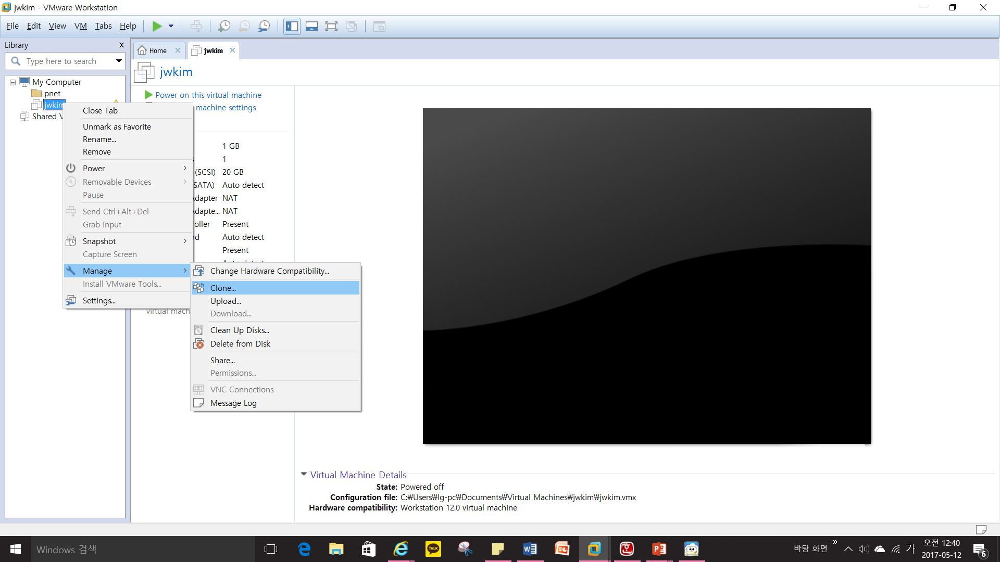 jwkim - VMware Workstation
File Edit View VM Tabs Help
Library
Type here to search
My Computer
pnet
jwkim
Shared V
Home
jwkim
jwkim
Power on this virtual machine
machine settings
1 GB
1
(SCSI) 20 GB
SATA) Auto detect
Adapter NAT
Adapte... NAT
roller Present
rd Auto detect
Present
virtual mach
Close Tab
Unmark as Favorite
Rename...
Remove
Power
Removable Devices
Pause
Send Ctrl+Alt+Del
Grab Input
Snapshot
Capture Screen
Manage
Install VMware Tools...
Settings...
Change Hardware Compatibility...
Clone...
Upload...
Download...
Clean Up Disks...
Delete from Disk
Share...
Permissions...
VNC Connections
Message Log
Virtual Machine Details
State: Powered off
Configuration file: C:₩Users₩lg-pc₩Documents₩Virtual Machines₩jwkim₩jwkim.vmx
Hardware compatibility: Workstation 12.0 virtual machine
Windows 검색
TALK
바탕 화면
가
오전 12:40
2017-05-12
6